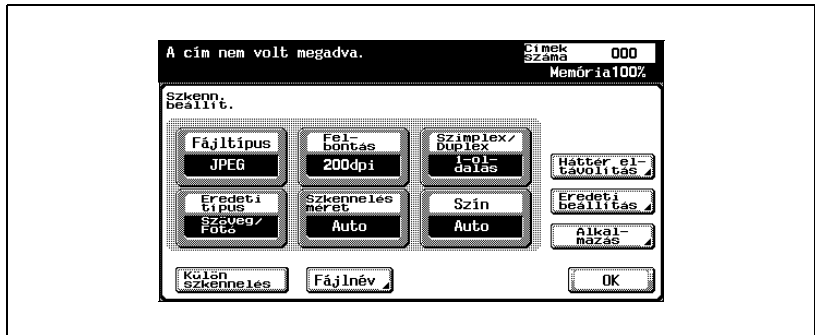 A cím nem volt megadva.
Címek
száma
000
Memória100%
Szkenn.
beállít.
Fájltípus
JPEG
Fel-
bontás
200dpi
Szimplex/
Duplex
1-ol-
dalas
Háttér el-
távolítás
Eredeti
típus
Szöveg/
Fotó
Szkennelés
méret
Auto
Szín
Auto
Eredeti
beállítás
Alkal-
mazás
Külön
szkennelés
Fájlnév
OK